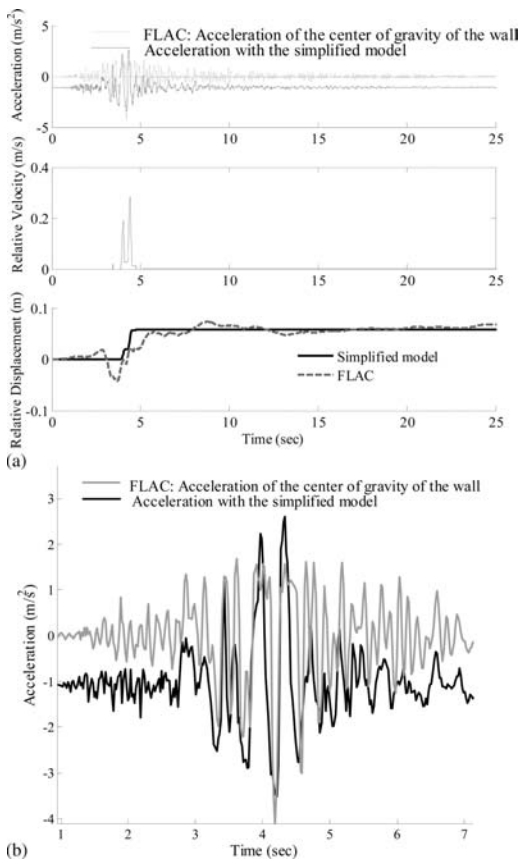 FLAC: Acceleration of the center of gravity of the wall
Acceleration with the simplified model
Acceleration (m/s²)
5
0
-5
0 5 10 15 20 25
Relative Velocity (m/s)
0.4
0.2
0
0 5 10 15 20 25
Relative Displacement (m)
0.1
0
-0.1
Simplified model
FLAC
0 5 10 15 20 25
Time (sec)
(a)
FLAC: Acceleration of the center of gravity of the wall
Acceleration with the simplified model
Acceleration (m/s²)
3
2
1
0
-1
-2
-3
-4
1 2 3 4 5 6 7
Time (sec)
(b)